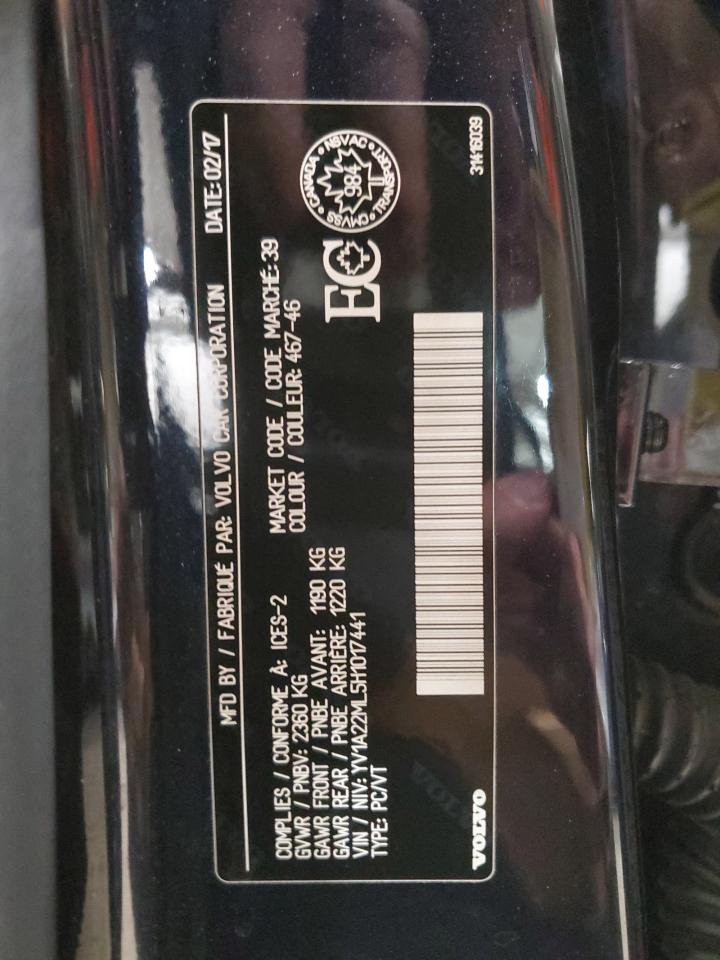 MFD BY / FABRIQUÉ PAR: VOLVO CAR CORPORATION DATE: 02/17
COMPLIES / CONFORME À: ICES-2
GVWR / PNBV: 2360 KG
GAWR FRONT / PNBE AVANT: 1190 KG
GAWR REAR / PNBE ARRIÈRE: 1220 KG
VIN / NIV: YV1A22ML5H1017441
TYPE: PC/VT
MARKET CODE / CODE MARCHÉ: 39
COLOUR / COULEUR: 467-46
EC
CANADA • NSVAC • TRANSPORT • CMVSS •
984
VOLVO
31416039